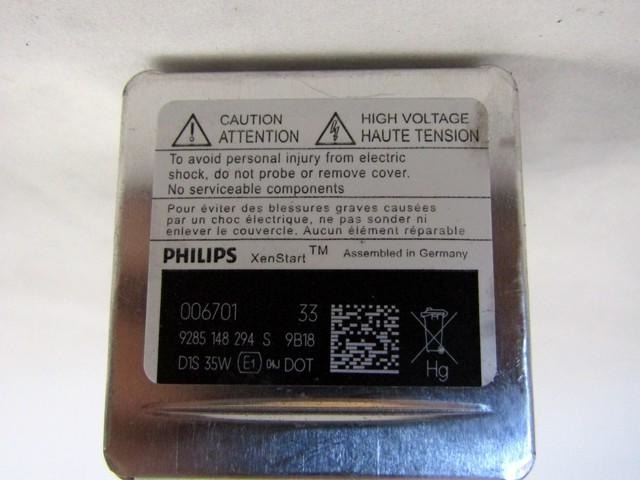 CAUTION
ATTENTION
HIGH VOLTAGE
HAUTE TENSION
To avoid personal injury from electric
shock, do not probe or remove cover.
No serviceable components
Pour éviter des blessures graves causées
par un choc électrique, ne pas sonder ni
enlever le couvercle. Aucun élément réparable
PHILIPS XenStart™ Assembled in Germany
006701 33
9285 148 294 S 9B18
D1S 35W E1 DOT
Hg